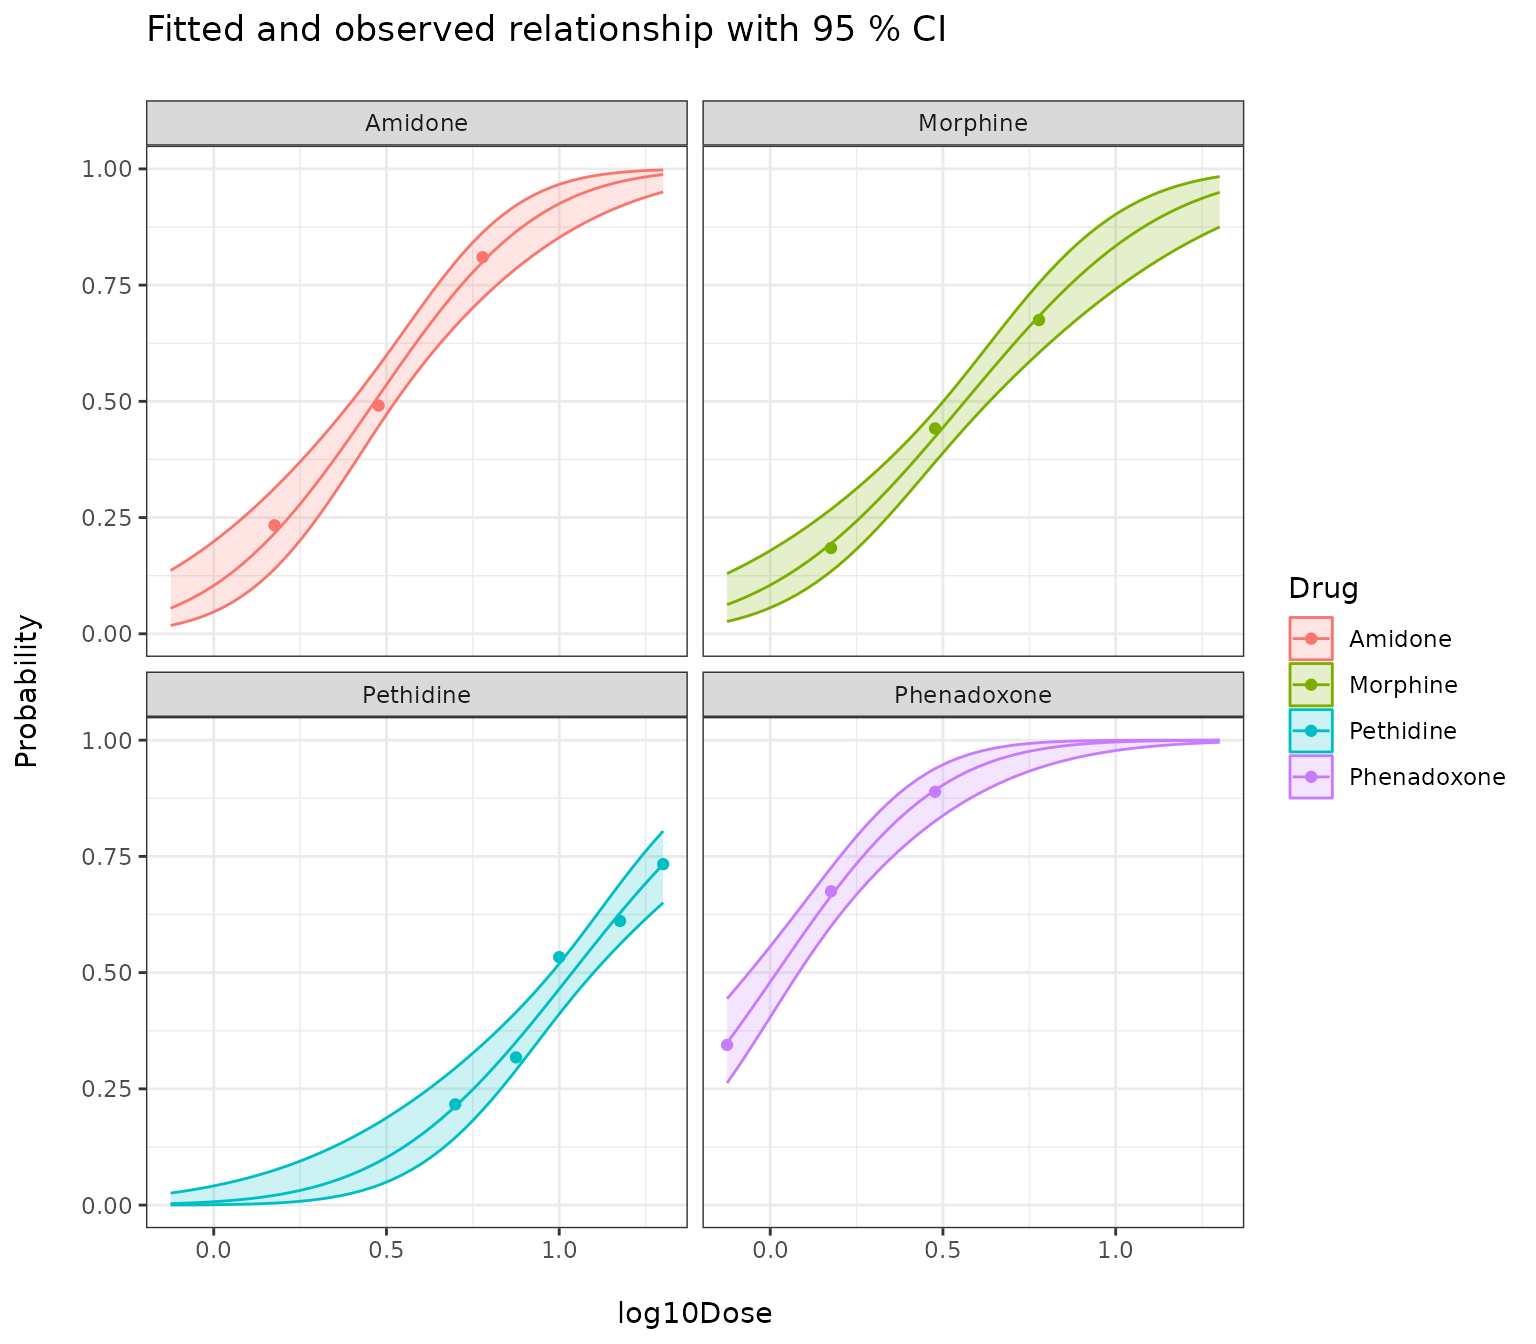 Fitted and observed relationship with 95 % CI
Amidone
Morphine
1.00
0.75
0.50
0.25
0.00
Pethidine
Phenadoxone
1.00
0.75
0.50
0.25
0.00
0.0 0.5 1.0
0.0 0.5 1.0
log10Dose
Probability
Drug
Amidone
Morphine
Pethidine
Phenadoxone